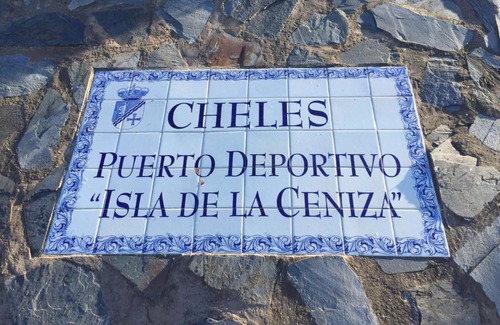 CHELES
PUERTO DEPORTIVO
"ISLA DE LA CENIZA"